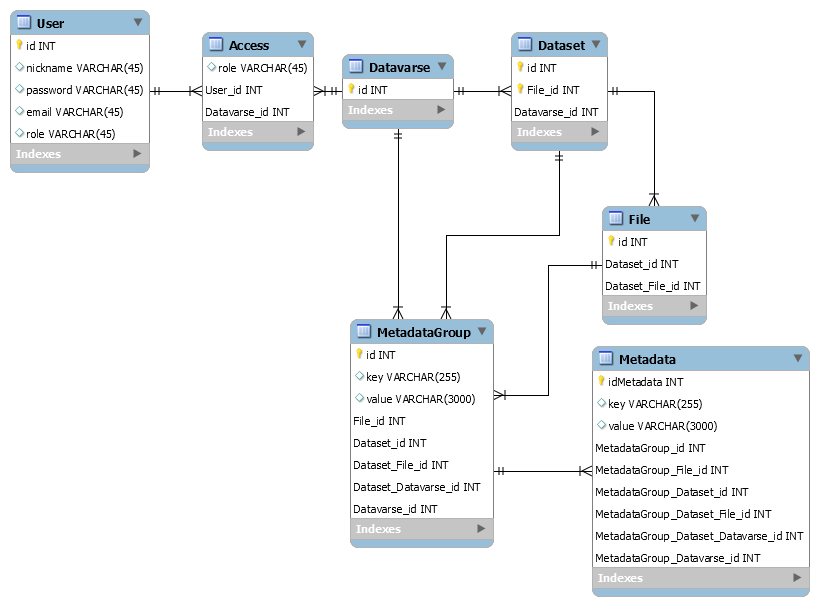 User
id INT
nickname VARCHAR(45)
password VARCHAR(45)
email VARCHAR(45)
role VARCHAR(45)
Indexes
Access
role VARCHAR(45)
User_id INT
Datavarse_id INT
Indexes
Datavarse
id INT
Indexes
Dataset
id INT
File_id INT
Datavarse_id INT
Indexes
File
id INT
Dataset_id INT
Dataset_File_id INT
Indexes
MetadataGroup
id INT
key VARCHAR(255)
value VARCHAR(3000)
File_id INT
Dataset_id INT
Dataset_File_id INT
Dataset_Datavarse_id INT
Datavarse_id INT
Indexes
Metadata
idMetadata INT
key VARCHAR(255)
value VARCHAR(3000)
MetadataGroup_id INT
MetadataGroup_File_id INT
MetadataGroup_Dataset_id INT
MetadataGroup_Dataset_File_id INT
MetadataGroup_Dataset_Datavarse_id INT
MetadataGroup_Datavarse_id INT
Indexes